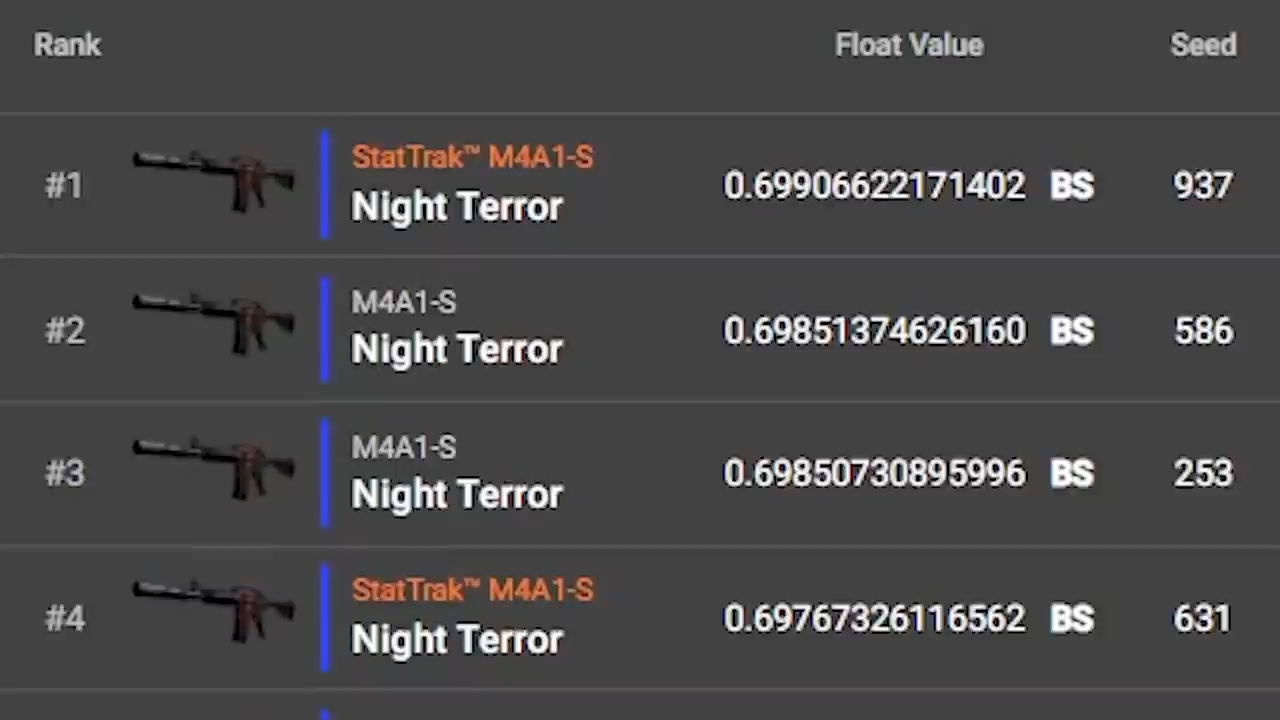 Rank Float Value Seed
#1 StatTrak™ M4A1-S
Night Terror 0.69906622171402 BS 937
#2 M4A1-S
Night Terror 0.69851374626160 BS 586
#3 M4A1-S
Night Terror 0.69850730895996 BS 253
#4 StatTrak™ M4A1-S
Night Terror 0.69767326116562 BS 631